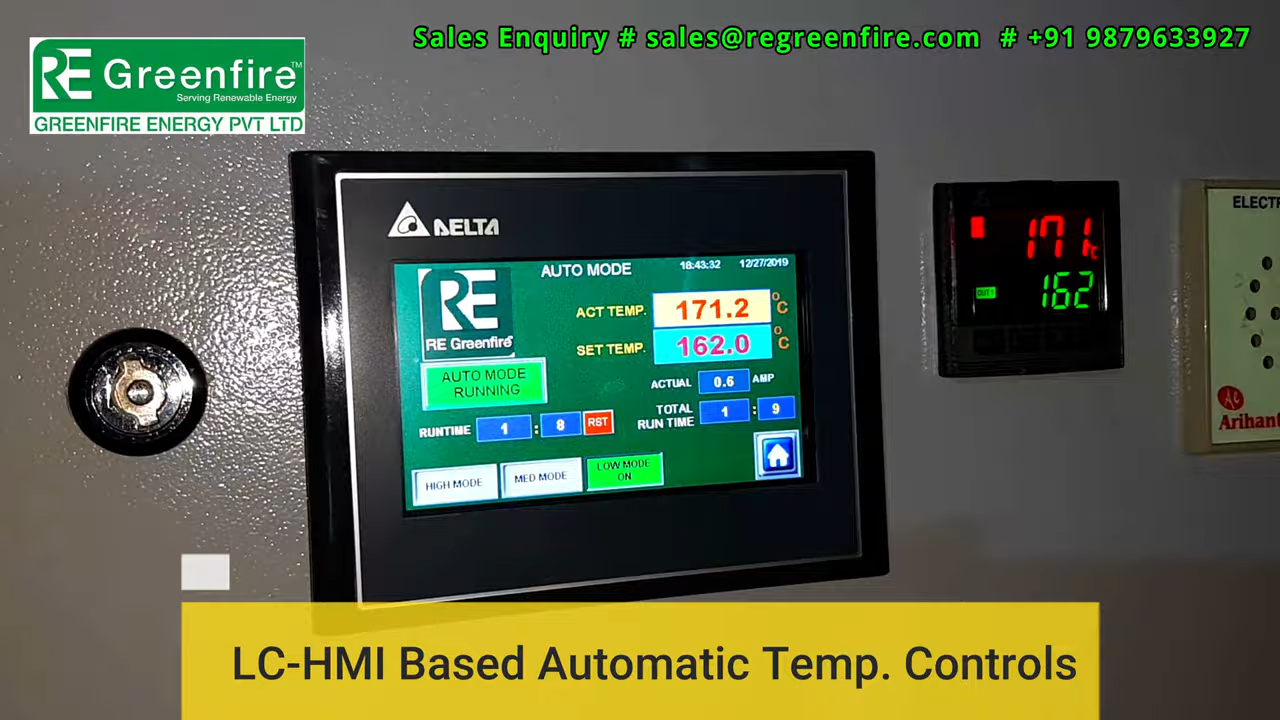 Sales Enquiry # sales@regreenfire.com # +91 9879633927
RE Greenfire™
Serving Renewable Energy
GREENFIRE ENERGY PVT LTD
DELTA
AUTO MODE
18:43:32 12/27/2019
RE Greenfire
ACT TEMP. 171.2 °C
SET TEMP. 162.0 °C
AUTO MODE
RUNNING
ACTUAL 0.6 AMP
RUNTIME 1 : 8 RST
TOTAL
RUN TIME 1 : 9
HIGH MODE
MED MODE
LOW MODE
ON
171 °C
OUT 1 162
ELECTR
Arihant
LC-HMI Based Automatic Temp. Controls